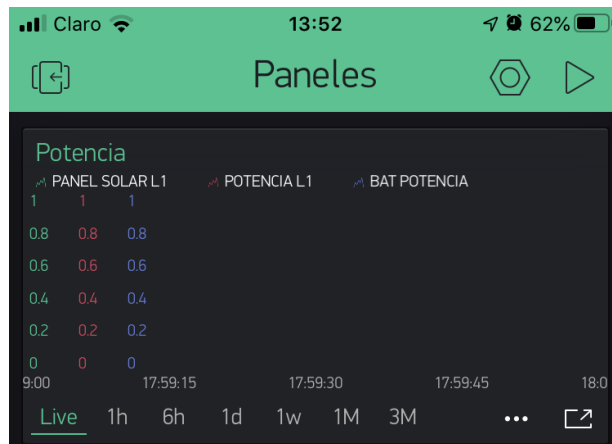 Claro 13:52 62%
Paneles
Potencia
PANEL SOLAR L1 POTENCIA L1 BAT POTENCIA
1 1 1
0.8 0.8 0.8
0.6 0.6 0.6
0.4 0.4 0.4
0.2 0.2 0.2
0 0 0
9:00 17:59:15 17:59:30 17:59:45 18:0
Live 1h 6h 1d 1w 1M 3M